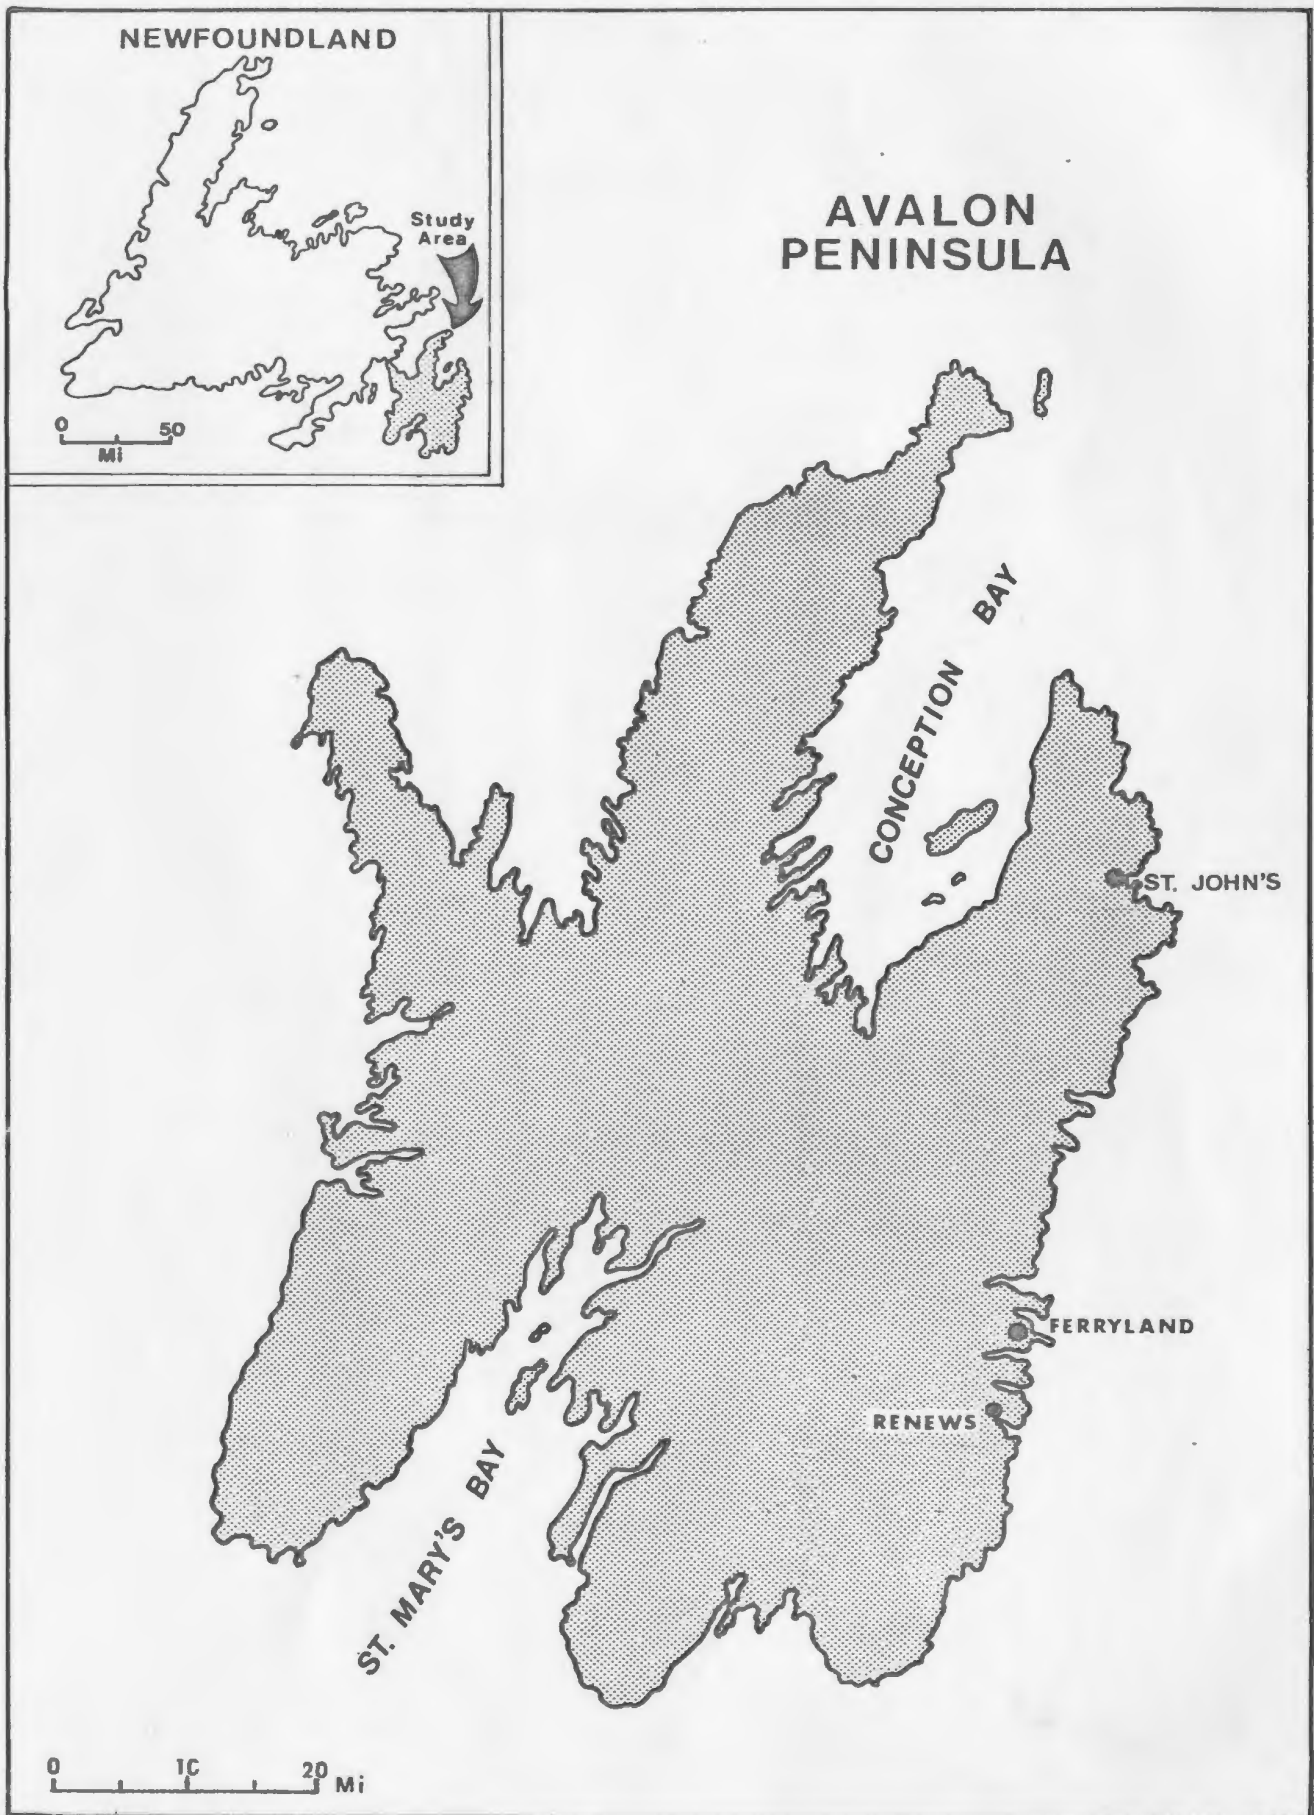 NEWFOUNDLAND
Study
Area
0 50
Mi
AVALON
PENINSULA
CONCEPTION BAY
ST. JOHN'S
FERRYLAND
RENEWS
ST. MARY'S BAY
0 1C 20
Mi